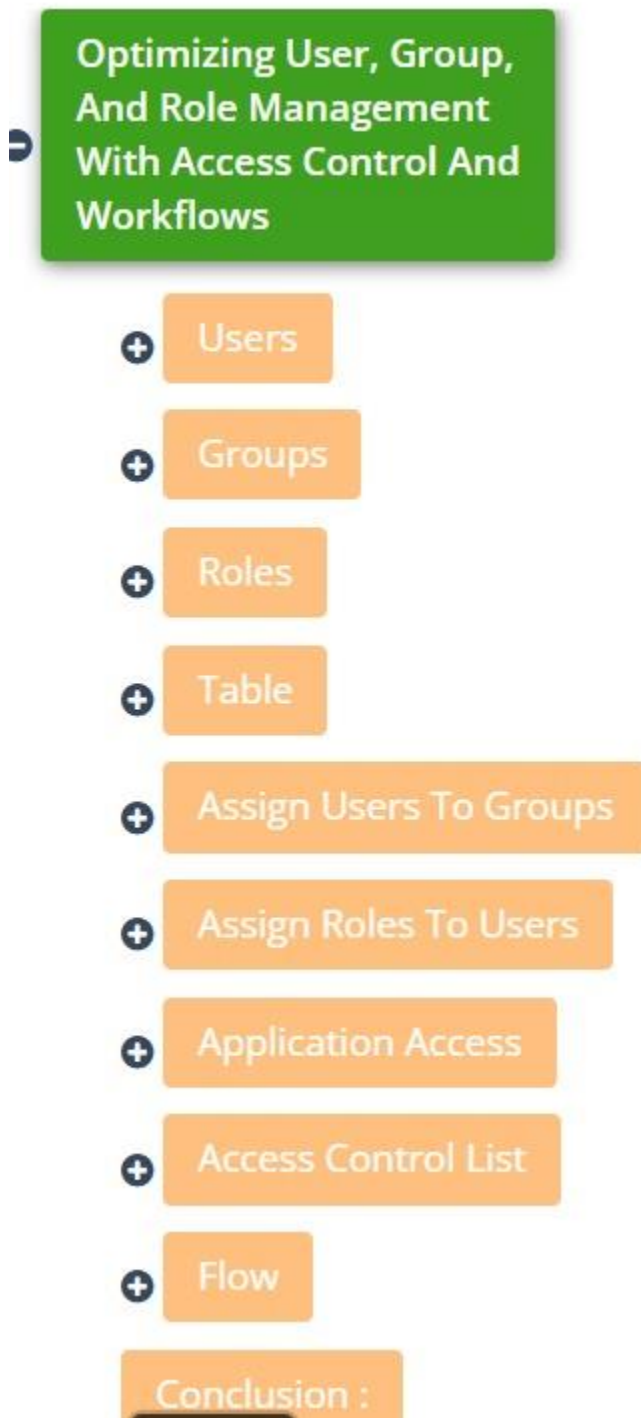 Optimizing User, Group,
And Role Management
With Access Control And
Workflows
Users
Groups
Roles
Table
Assign Users To Groups
Assign Roles To Users
Application Access
Access Control List
Flow
Conclusion :